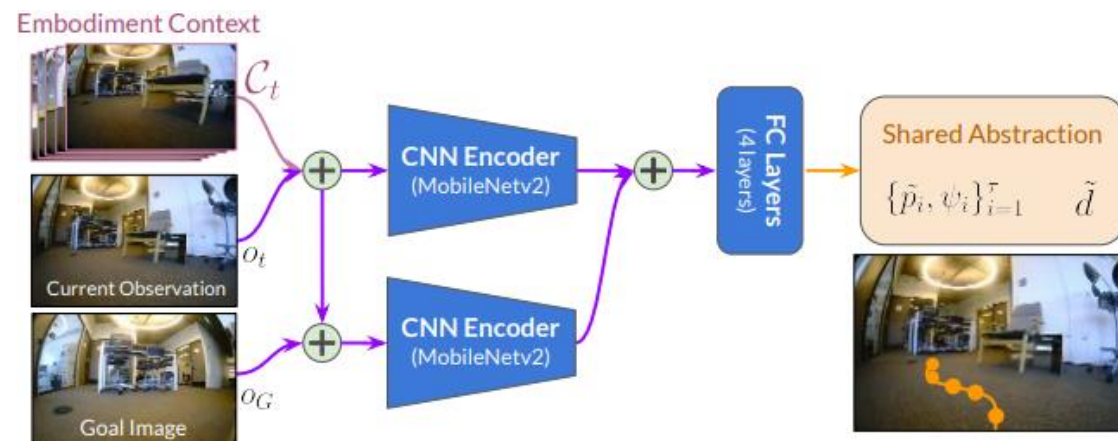 Embodiment Context
C_t
o_t
Current Observation
o_G
Goal Image
+
+
CNN Encoder
(MobileNetv2)
CNN Encoder
(MobileNetv2)
+
FC Layers
(4 layers)
Shared Abstraction
{p̃_i, ψ_i}_{i=1}^τ d̃